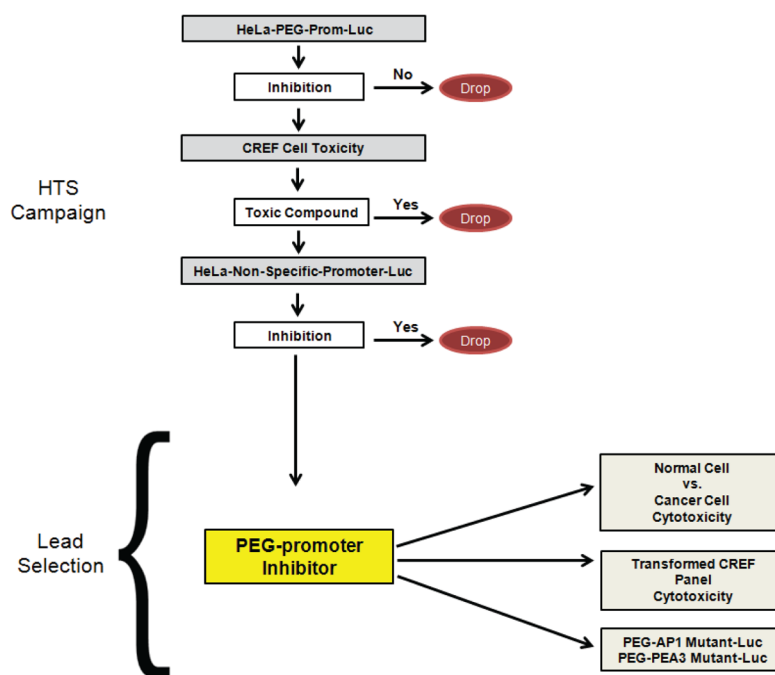 HeLa-PEG-Prom-Luc
Inhibition
No
Drop
CREF Cell Toxicity
HTS
Campaign
Toxic Compound
Yes
Drop
HeLa-Non-Specific-Promoter-Luc
Inhibition
Yes
Drop
Lead
Selection
PEG-promoter
Inhibitor
Normal Cell
vs.
Cancer Cell
Cytotoxicity
Transformed CREF
Panel
Cytotoxicity
PEG-AP1 Mutant-Luc
PEG-PEA3 Mutant-Luc